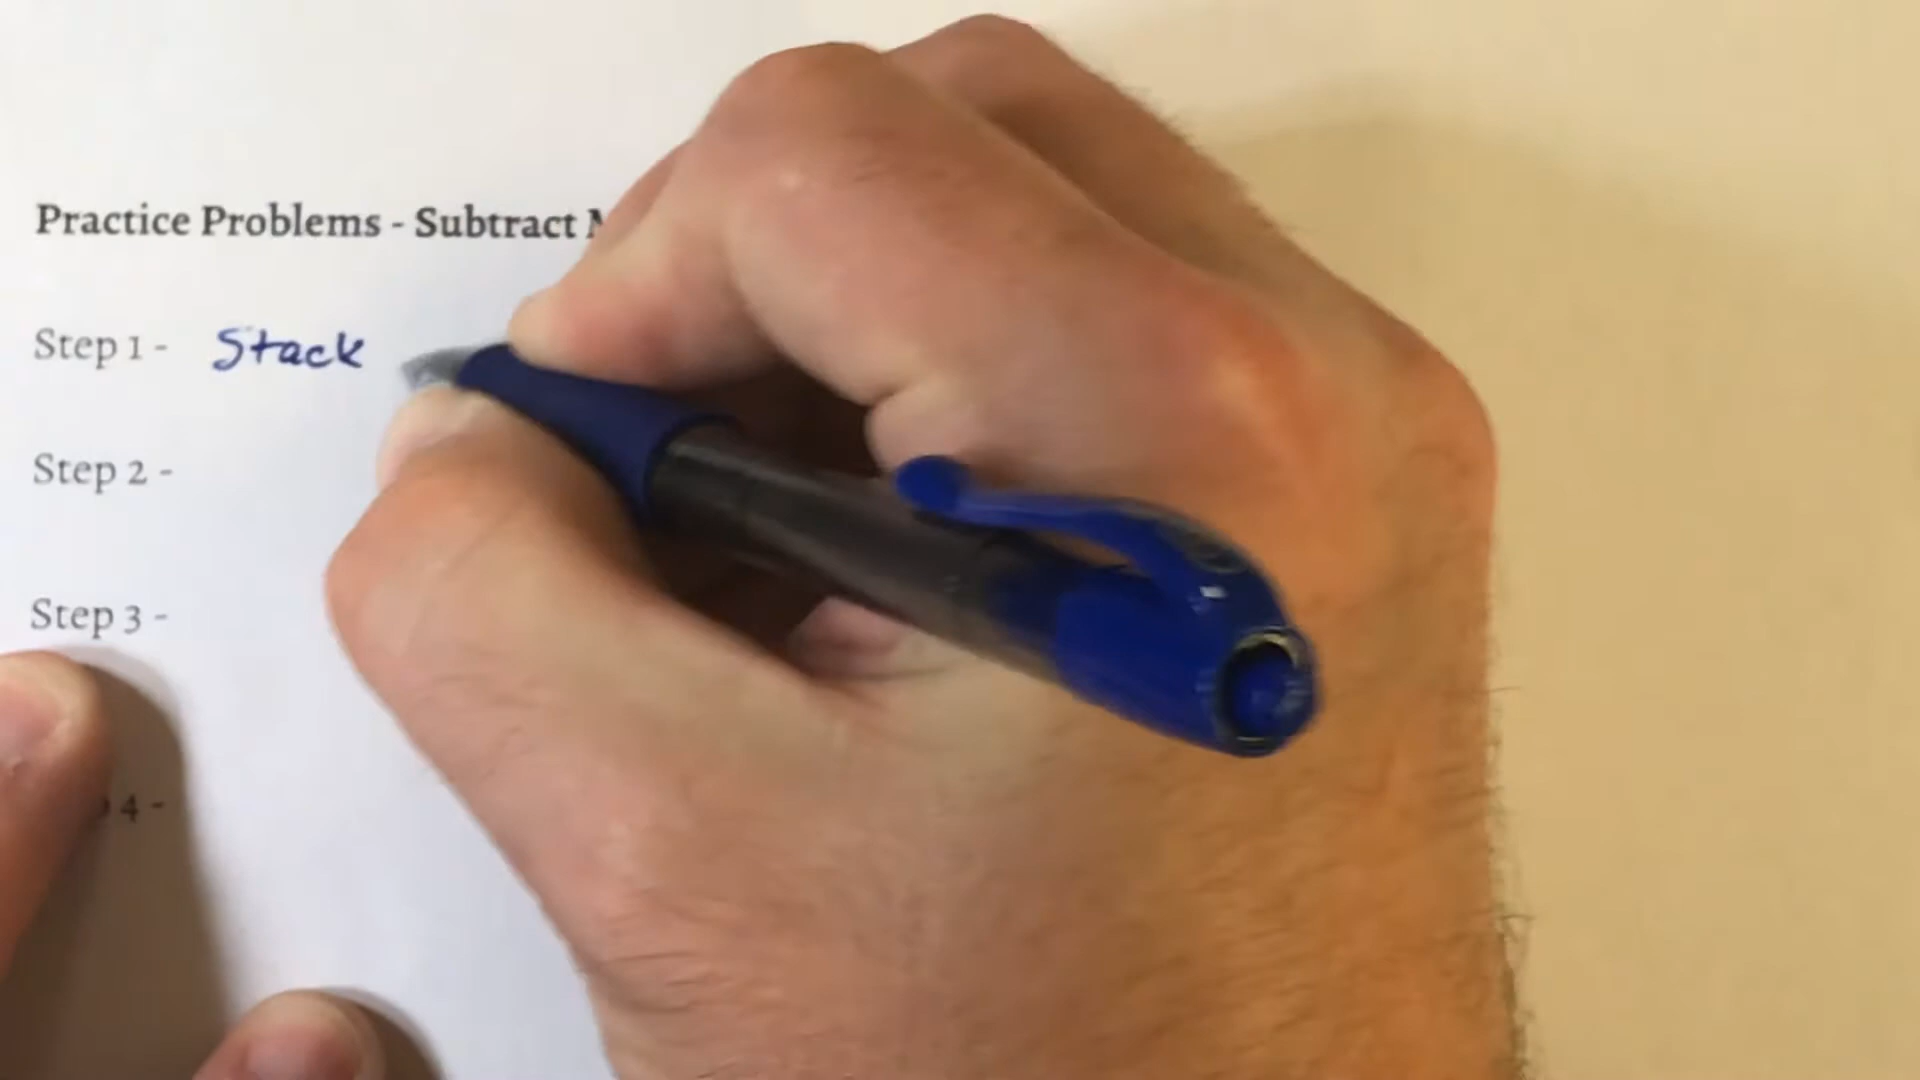 Practice Problems - Subtract
Step 1 - Stack
Step 2 -
Step 3 -
4 -